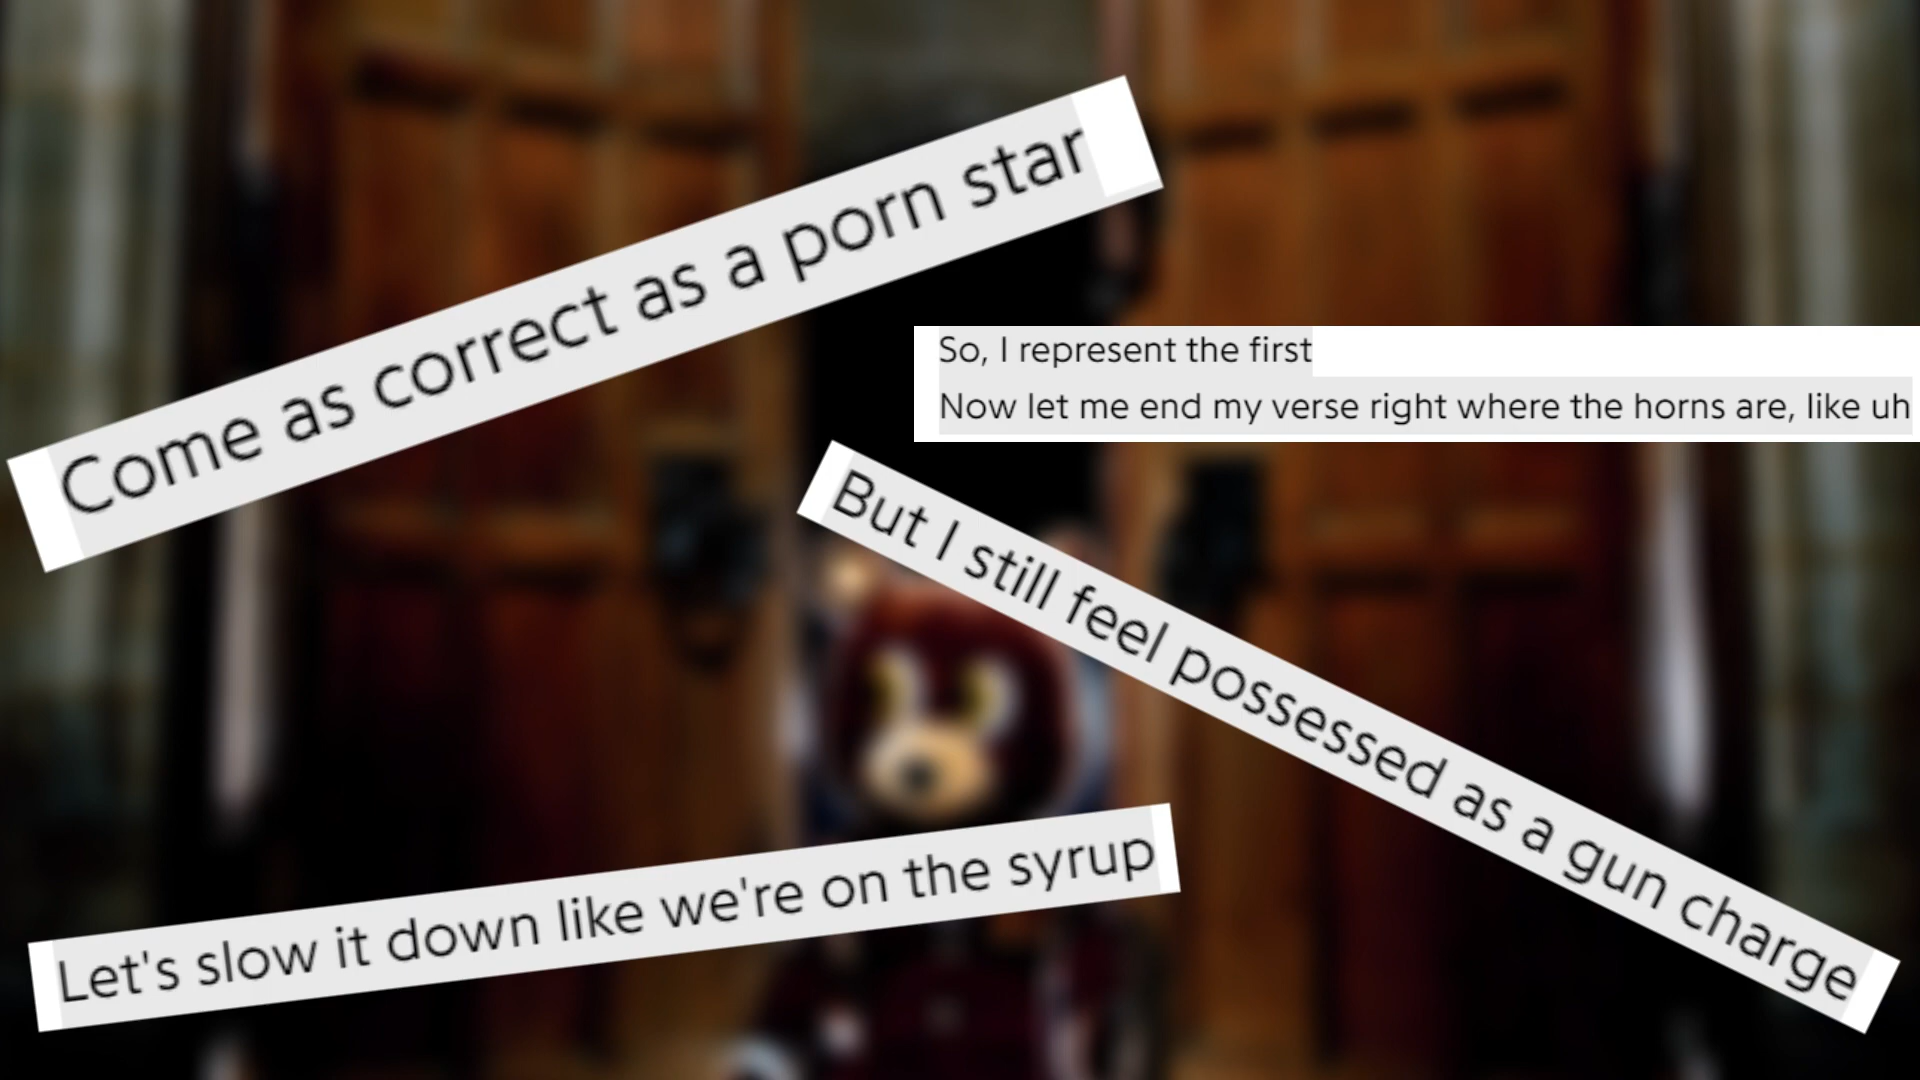 Come as correct as a porn star
So, I represent the first
Now let me end my verse right where the horns are, like uh
But I still feel possessed as a gun charge
Let's slow it down like we're on the syrup